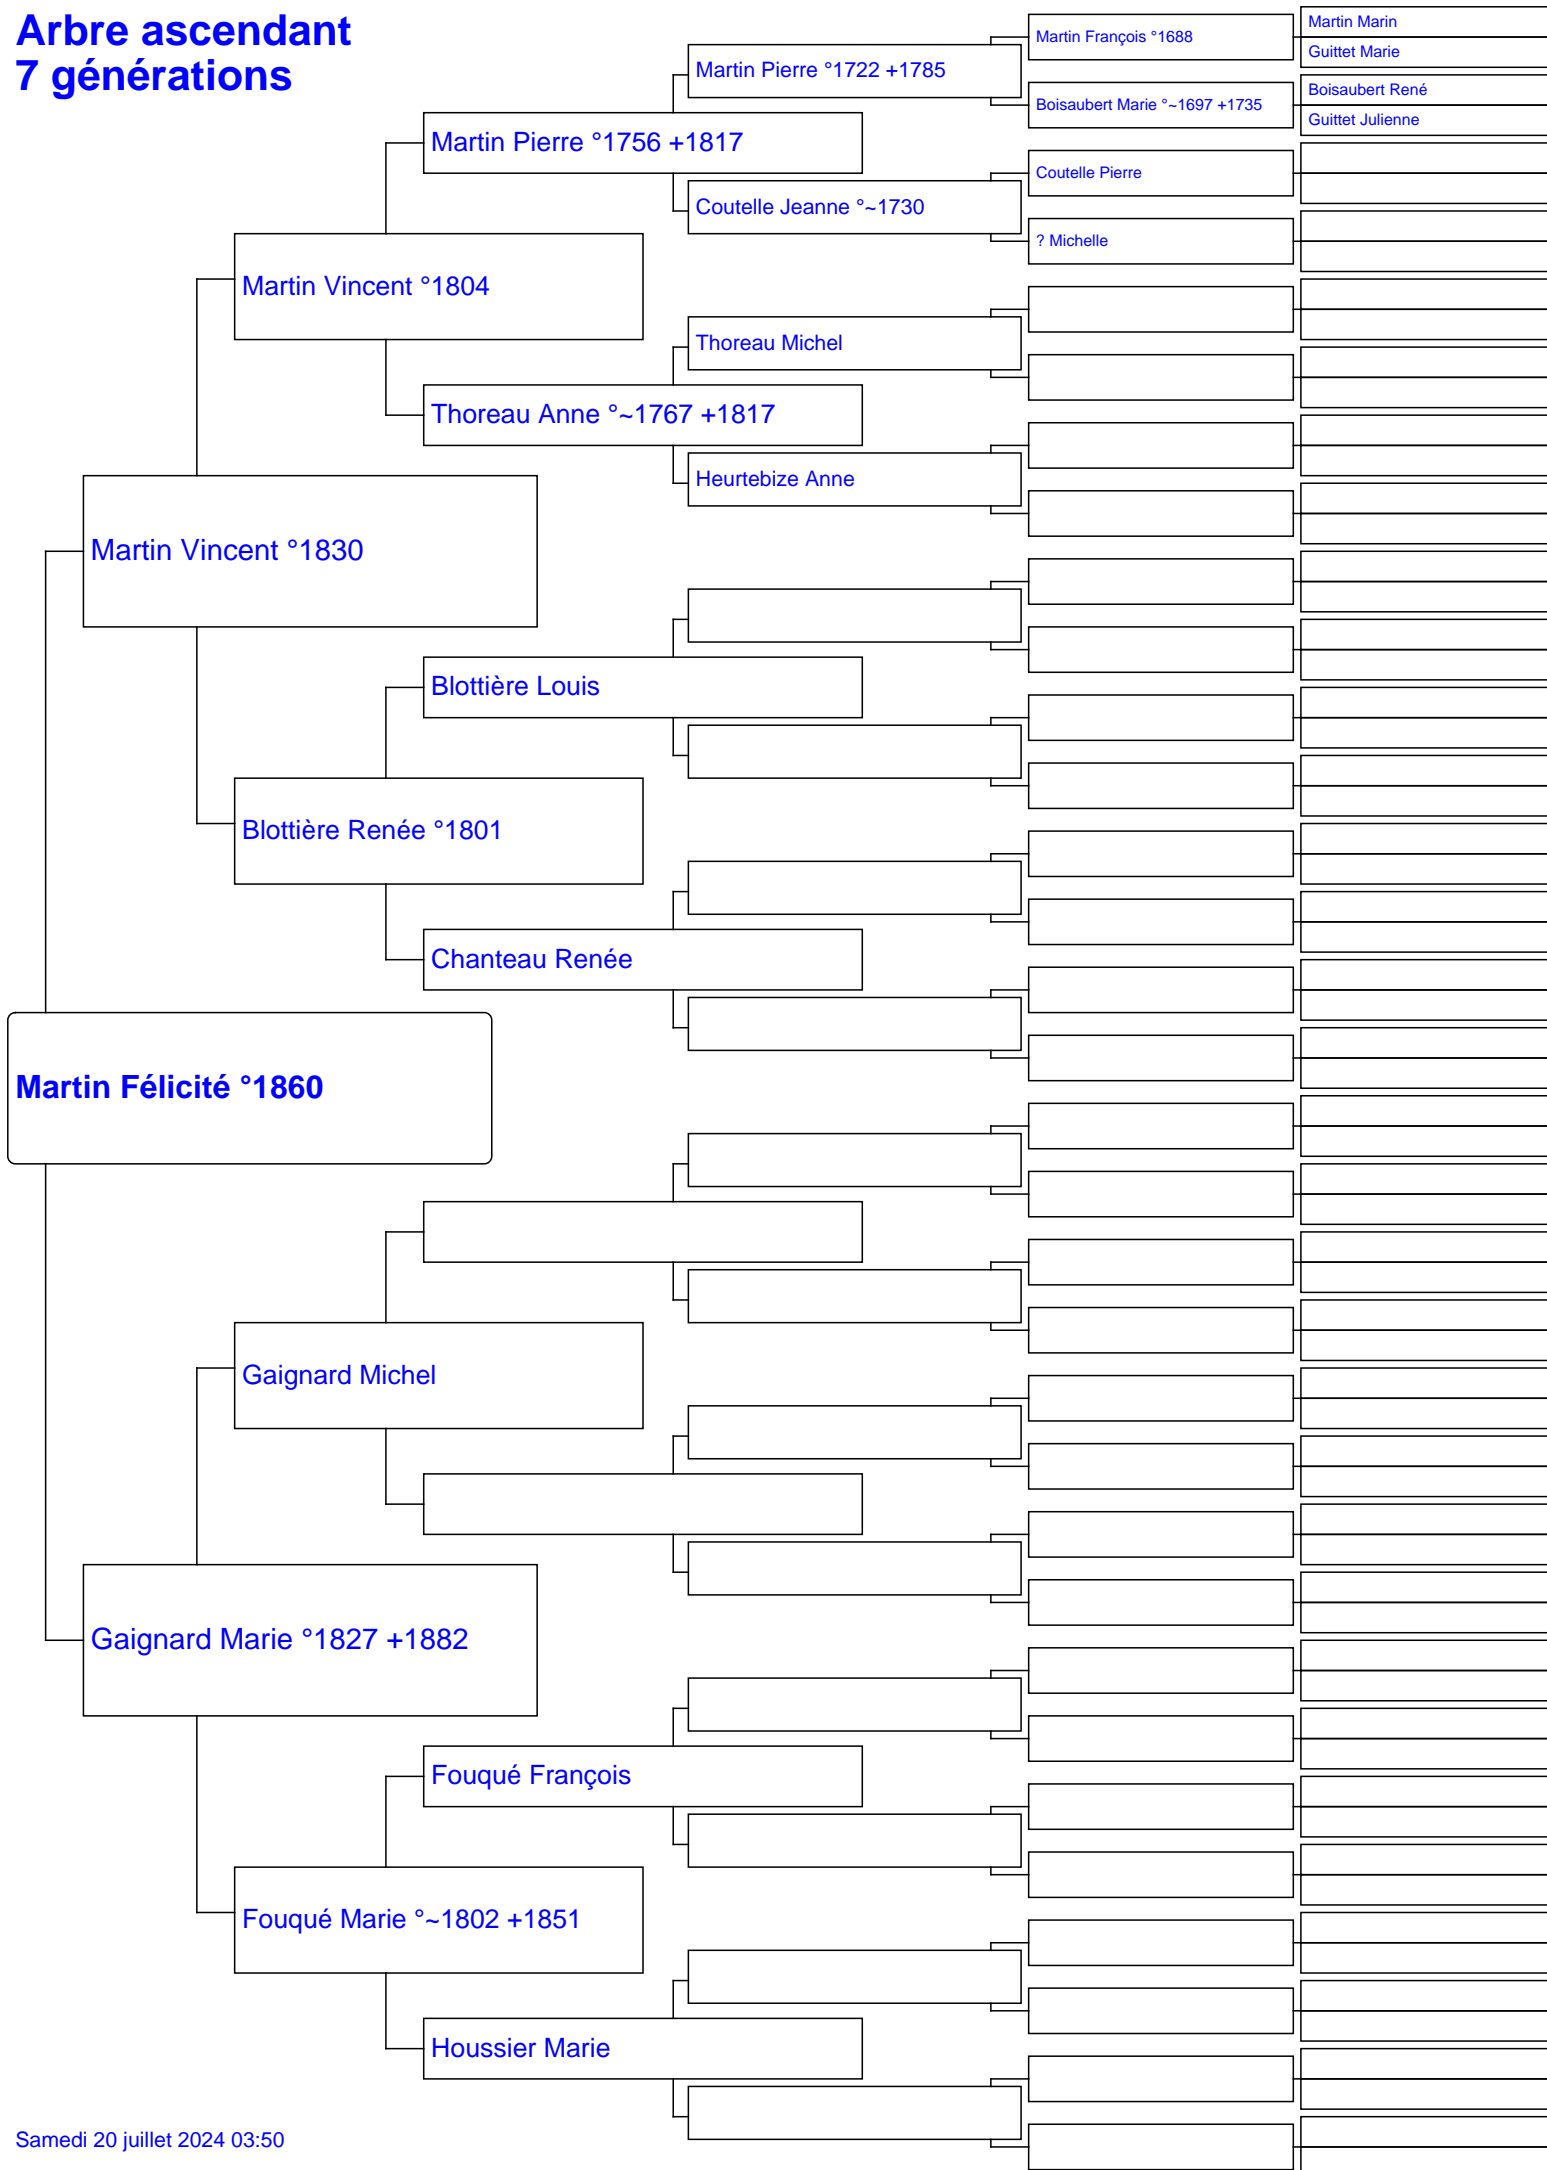 Arbre ascendant
7 générations
Martin François °1688
Martin Marin
Guittet Marie
Martin Pierre °1722 +1785
Boisaubert Marie °~1697 +1735
Boisaubert René
Guittet Julienne
Martin Pierre °1756 +1817
Coutelle Pierre
Coutelle Jeanne °~1730
? Michelle
Martin Vincent °1804
Thoreau Michel
Thoreau Anne °~1767 +1817
Heurtebize Anne
Martin Vincent °1830
Blottière Louis
Blottière Renée °1801
Chanteau Renée
Martin Félicité °1860
Gaignard Michel
Gaignard Marie °1827 +1882
Fouqué François
Fouqué Marie °~1802 +1851
Houssier Marie
Samedi 20 juillet 2024 03:50